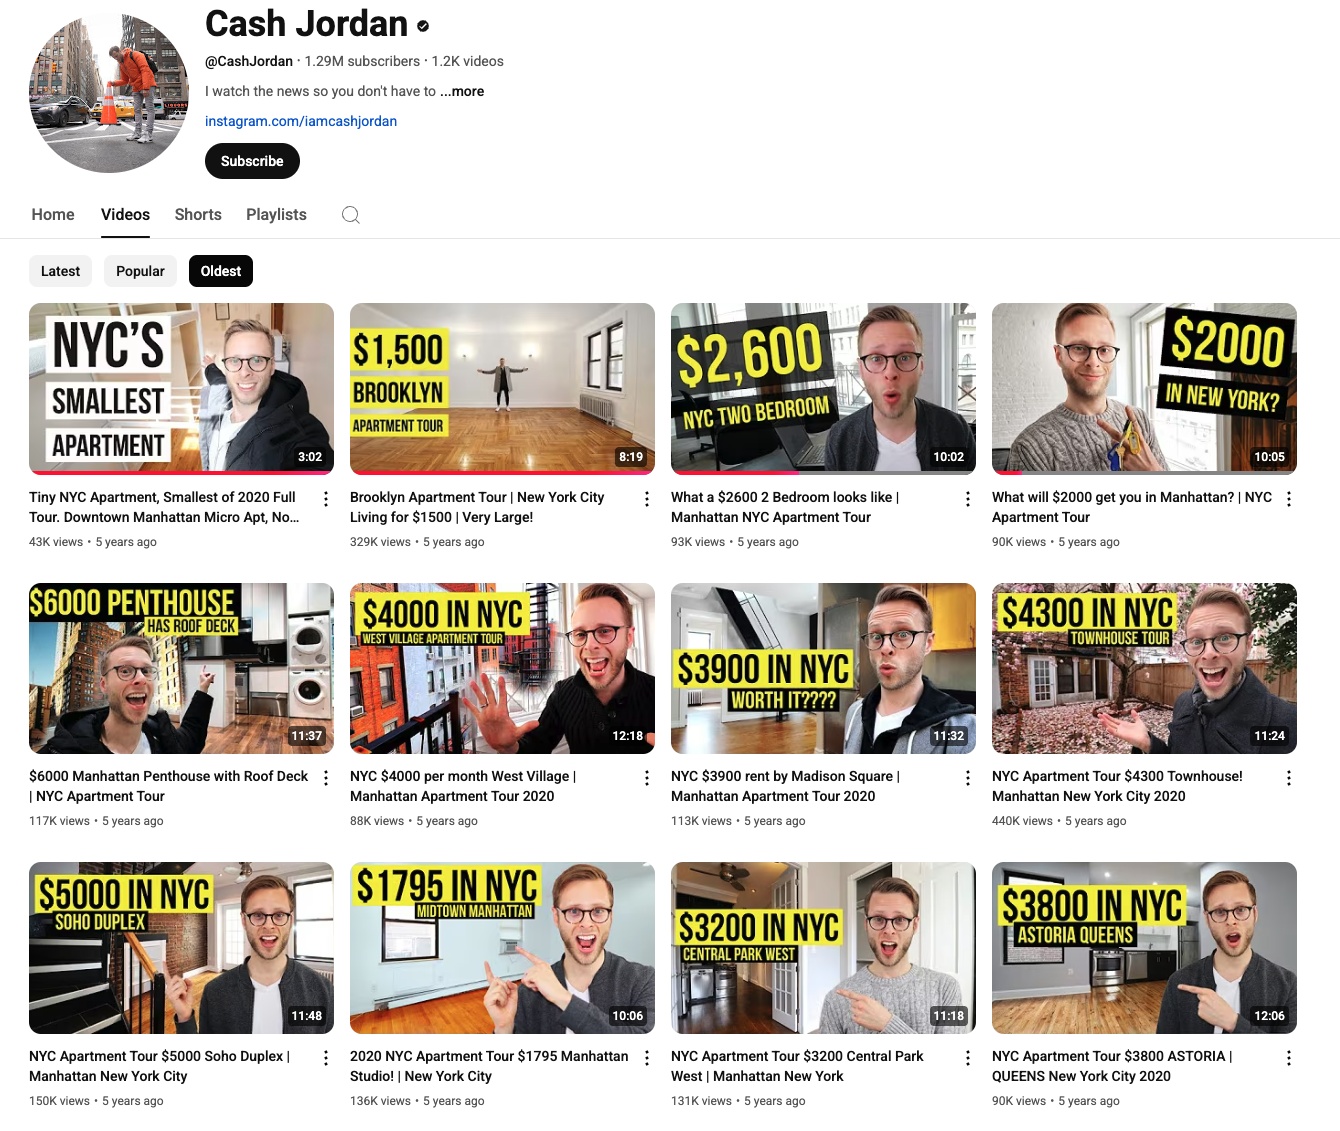 Cash Jordan
@CashJordan · 1.29M subscribers · 1.2K videos
I watch the news so you don't have to ...more
instagram.com/iamcashjordan
Subscribe
Home Videos Shorts Playlists
Latest Popular Oldest
NYC'S
SMALLEST
APARTMENT
3:02
$1,500
BROOKLYN
APARTMENT TOUR
8:19
$2,600
NYC TWO BEDROOM
10:02
$2000
IN NEW YORK?
10:05
Tiny NYC Apartment, Smallest of 2020 Full
Tour. Downtown Manhattan Micro Apt, No...
43K views • 5 years ago
Brooklyn Apartment Tour | New York City
Living for $1500 | Very Large!
329K views • 5 years ago
What a $2600 2 Bedroom looks like |
Manhattan NYC Apartment Tour
93K views • 5 years ago
What will $2000 get you in Manhattan? | NYC
Apartment Tour
90K views • 5 years ago
$6000 PENTHOUSE
HAS ROOF DECK
11:37
$4000 IN NYC
WEST VILLAGE APARTMENT TOUR
12:18
$3900 IN NYC
WORTH IT????
11:32
$4300 IN NYC
TOWNHOUSE TOUR
11:24
$6000 Manhattan Penthouse with Roof Deck
| NYC Apartment Tour
117K views • 5 years ago
NYC $4000 per month West Village |
Manhattan Apartment Tour 2020
88K views • 5 years ago
NYC $3900 rent by Madison Square |
Manhattan Apartment Tour 2020
113K views • 5 years ago
NYC Apartment Tour $4300 Townhouse!
Manhattan New York City 2020
440K views • 5 years ago
$5000 IN NYC
SOHO DUPLEX
11:48
$1795 IN NYC
MIDTOWN MANHATTAN
10:06
$3200 IN NYC
CENTRAL PARK WEST
11:18
$3800 IN NYC
ASTORIA QUEENS
12:06
NYC Apartment Tour $5000 Soho Duplex |
Manhattan New York City
150K views • 5 years ago
2020 NYC Apartment Tour $1795 Manhattan
Studio! | New York City
136K views • 5 years ago
NYC Apartment Tour $3200 Central Park
West | Manhattan New York
131K views • 5 years ago
NYC Apartment Tour $3800 ASTORIA |
QUEENS New York City 2020
90K views • 5 years ago